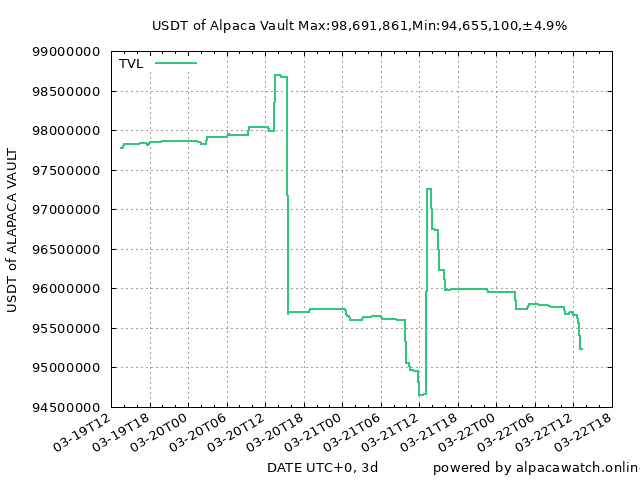 USDT of Alpaca Vault Max:98,691,861,Min:94,655,100,±4.9%
99000000
TVL
98500000
98000000
97500000
97000000
96500000
96000000
95500000
95000000
94500000
USDT of ALAPACA VAULT
03-19T12
03-19T18
03-20T00
03-20T06
03-20T12
03-20T18
03-21T00
03-21T06
03-21T12
03-21T18
03-22T00
03-22T06
03-22T12
03-22T18
DATE UTC+0, 3d
powered by alpacawatch.onlin